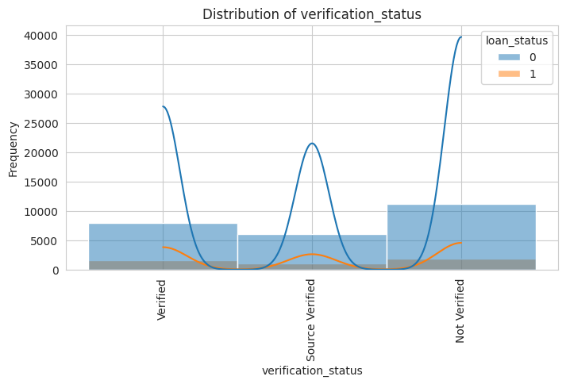 Distribution of verification_status
loan_status
0
1
Frequency
40000
35000
30000
25000
20000
15000
10000
5000
0
Verified
Source Verified
Not Verified
verification_status